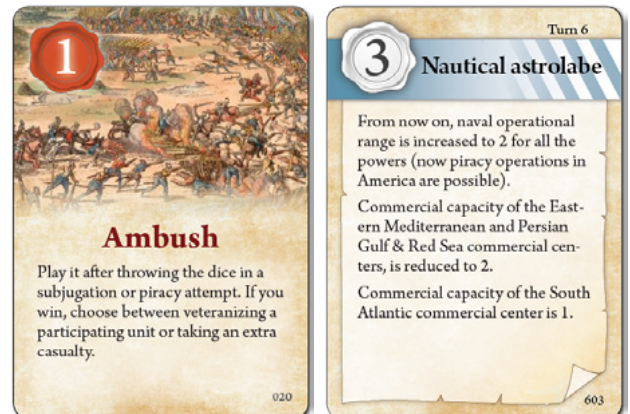 1
Ambush
Play it after throwing the dice in a
subjugation or piracy attempt. If you
win, choose between veteranizing a
participating unit or taking an extra
casualty.
020
Turn 6
3
Nautical astrolabe
From now on, naval operational
range is increased to 2 for all the
powers (now piracy operations in
America are possible).
Commercial capacity of the East-
ern Mediterranean and Persian
Gulf & Red Sea commercial cen-
ters, is reduced to 2.
Commercial capacity of the South
Atlantic commercial center is 1.
603